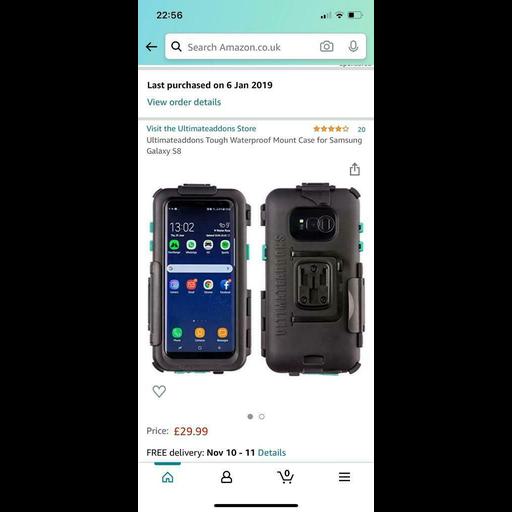 22:56
Search Amazon.co.uk
Last purchased on 6 Jan 2019
View order details
Visit the Ultimateaddons Store
20
Ultimateaddons Tough Waterproof Mount Case for Samsung
Galaxy S8
13:02
ULTIMATEADDONS
Price: £29.99
FREE delivery: Nov 10 - 11 Details
0